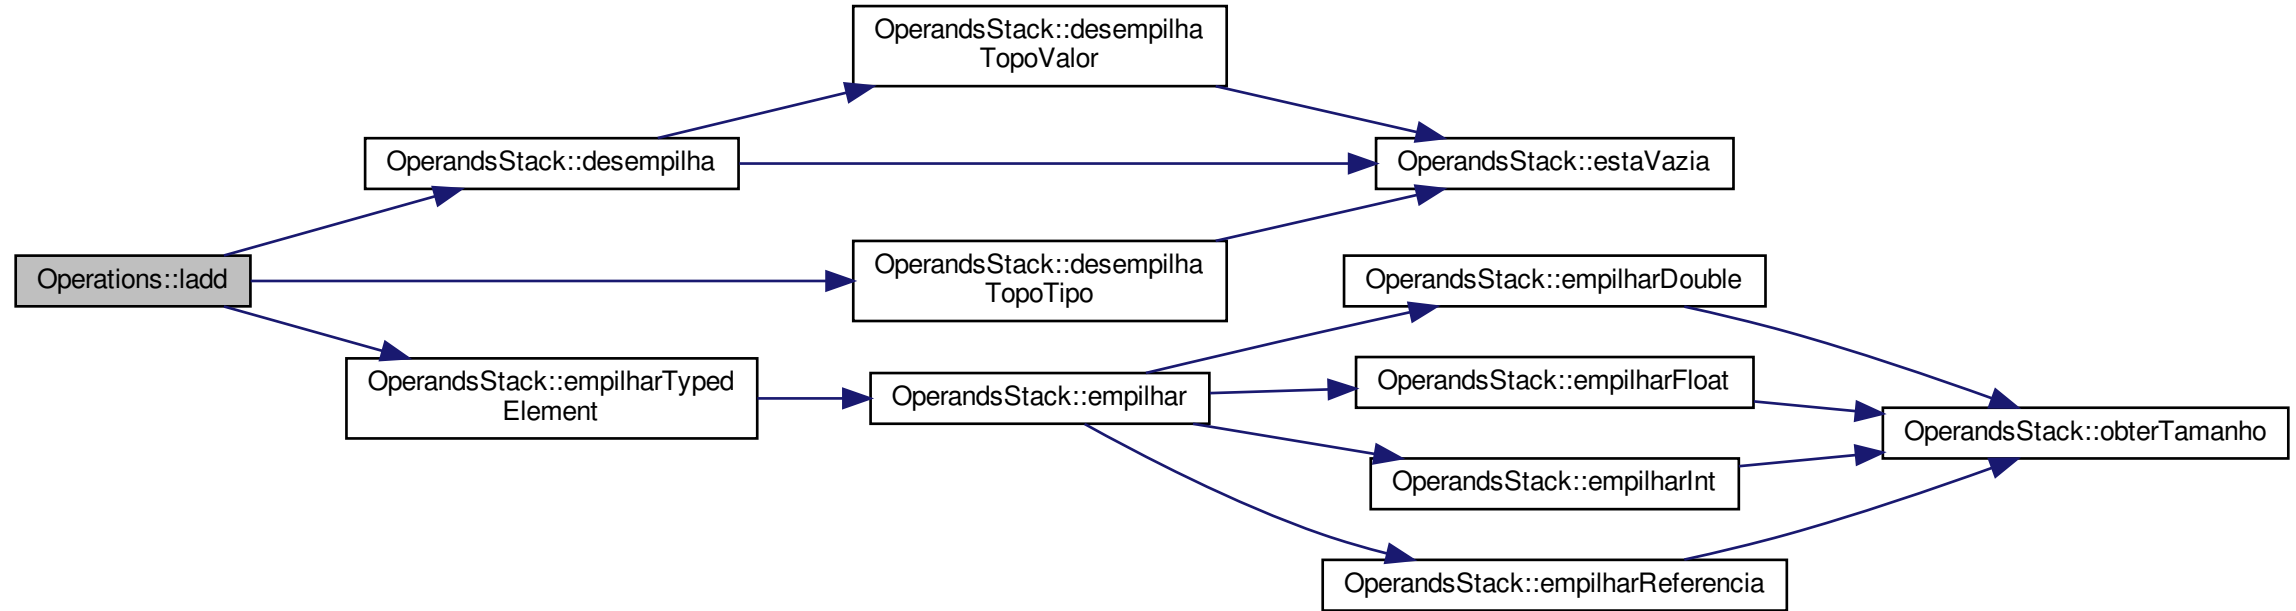 OperandsStack::desempilha
TopoValor
OperandsStack::desempilha
OperandsStack::estaVazia
Operations::ladd
OperandsStack::desempilha
TopoTipo
OperandsStack::empilharDouble
OperandsStack::empilharTyped
Element
OperandsStack::empilhar
OperandsStack::empilharFloat
OperandsStack::obterTamanho
OperandsStack::empilharInt
OperandsStack::empilharReferencia